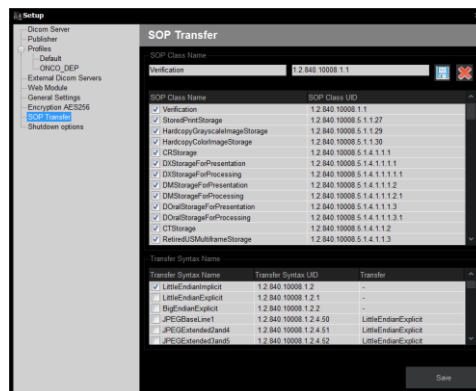 Setup
Dicom Server
Publisher
Profiles
Default
ONCO_DEP
External Dicom Servers
Web Module
General Settings
Encryption AES256
SOP Transfer
Shutdown options
SOP Transfer
SOP Class Name
Verification 1.2.840.10008.1.1
SOP Class Name SOP Class UID
Verification 1.2.840.10008.1.1
StoredPrintStorage 1.2.840.10008.5.1.1.27
HardcopyGrayscaleImageStorage 1.2.840.10008.5.1.1.29
HardcopyColorImageStorage 1.2.840.10008.5.1.1.30
CRStorage 1.2.840.10008.5.1.4.1.1.1
DXStorageForPresentation 1.2.840.10008.5.1.4.1.1.1.1
DXStorageForProcessing 1.2.840.10008.5.1.4.1.1.1.1.1
DMStorageForPresentation 1.2.840.10008.5.1.4.1.1.1.2
DMStorageForProcessing 1.2.840.10008.5.1.4.1.1.1.2.1
DOralStorageForPressentation 1.2.840.10008.5.1.4.1.1.1.3
DOralStorageForProcessing 1.2.840.10008.5.1.4.1.1.1.3.1
CTStorage 1.2.840.10008.5.1.4.1.1.2
RetiredUSMultiframeStorage 1.2.840.10008.5.1.4.1.1.3
Transfer Syntax Name
Transfer Syntax Name Transfer Syntax UID Transfer
LittleEndianImplicit 1.2.840.10008.1.2 -
LittleEndianExplicit 1.2.840.10008.1.2.1 -
BigEndianExplicit 1.2.840.10008.1.2.2 -
JPEGBaseLine1 1.2.840.10008.1.2.4.50 LittleEndianExplicit
JPEGExtended2and4 1.2.840.10008.1.2.4.51 LittleEndianExplicit
JPEGExtended3and5 1.2.840.10008.1.2.4.52 LittleEndianExplicit
Save